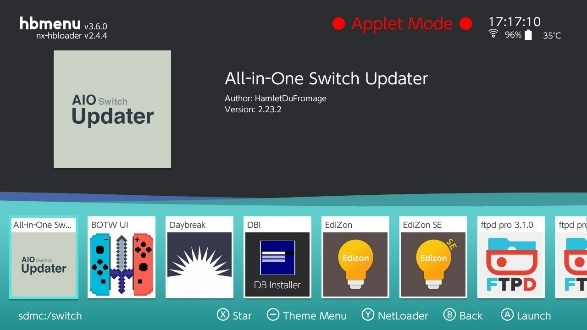 hbmenu v3.6.0
nx-hbloader v2.4.4
Applet Mode
17:17:10
96% 35°C
AIO Switch
Updater
All-in-One Switch Updater
Author: HamletDuFromage
Version: 2.23.2
All-in-One Sw...
BOTW UI
Daybreak
DBI
EdiZon
EdiZon SE
ftpd pro 3.1.0
ftpd pro
AIO Switch
Updater
DB Installer
Edizon
Edizon
SE
FTPD
sdmc:/switch
X Star
Theme Menu
Y NetLoader
B Back
A Launch